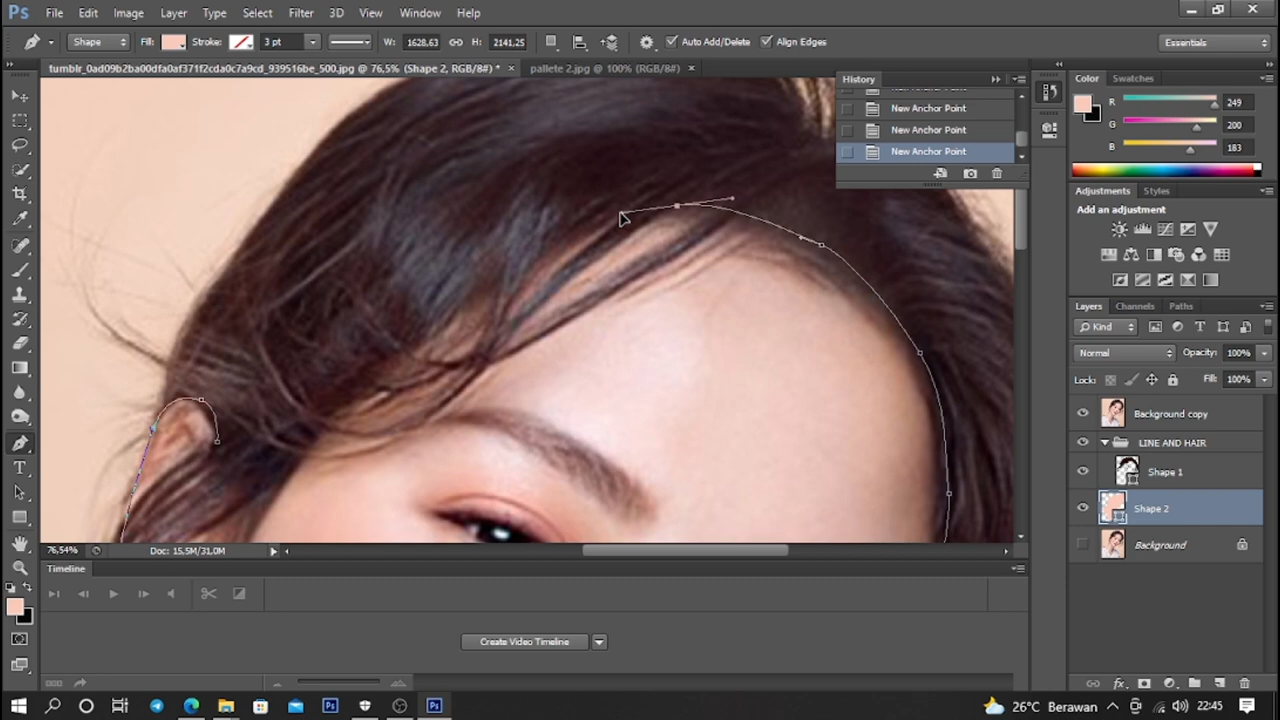 Ps File Edit Image Layer Type Select Filter 3D View Window Help
Shape Fill: Stroke: 3 pt W: 1628,63 H: 2141,25 Auto Add/Delete Align Edges Essentials
tumblr_0ad09b2ba00dfa0af371f2cda0c7a9cd_939516be_500.jpg @ 76,5% (Shape 2, RGB/8#) * × pallete 2.jpg @ 100% (RGB/8#) ×
History
New Anchor Point
New Anchor Point
New Anchor Point
Color Swatches
R 249
G 200
B 183
Adjustments Styles
Add an adjustment
Layers Channels Paths
Kind
Normal Opacity: 100%
Lock: Fill: 100%
Background copy
LINE AND HAIR
Shape 1
Shape 2
Background
76,54% Doc: 15,5M/31,0M
Timeline
Create Video Timeline
26°C Berawan 22:45